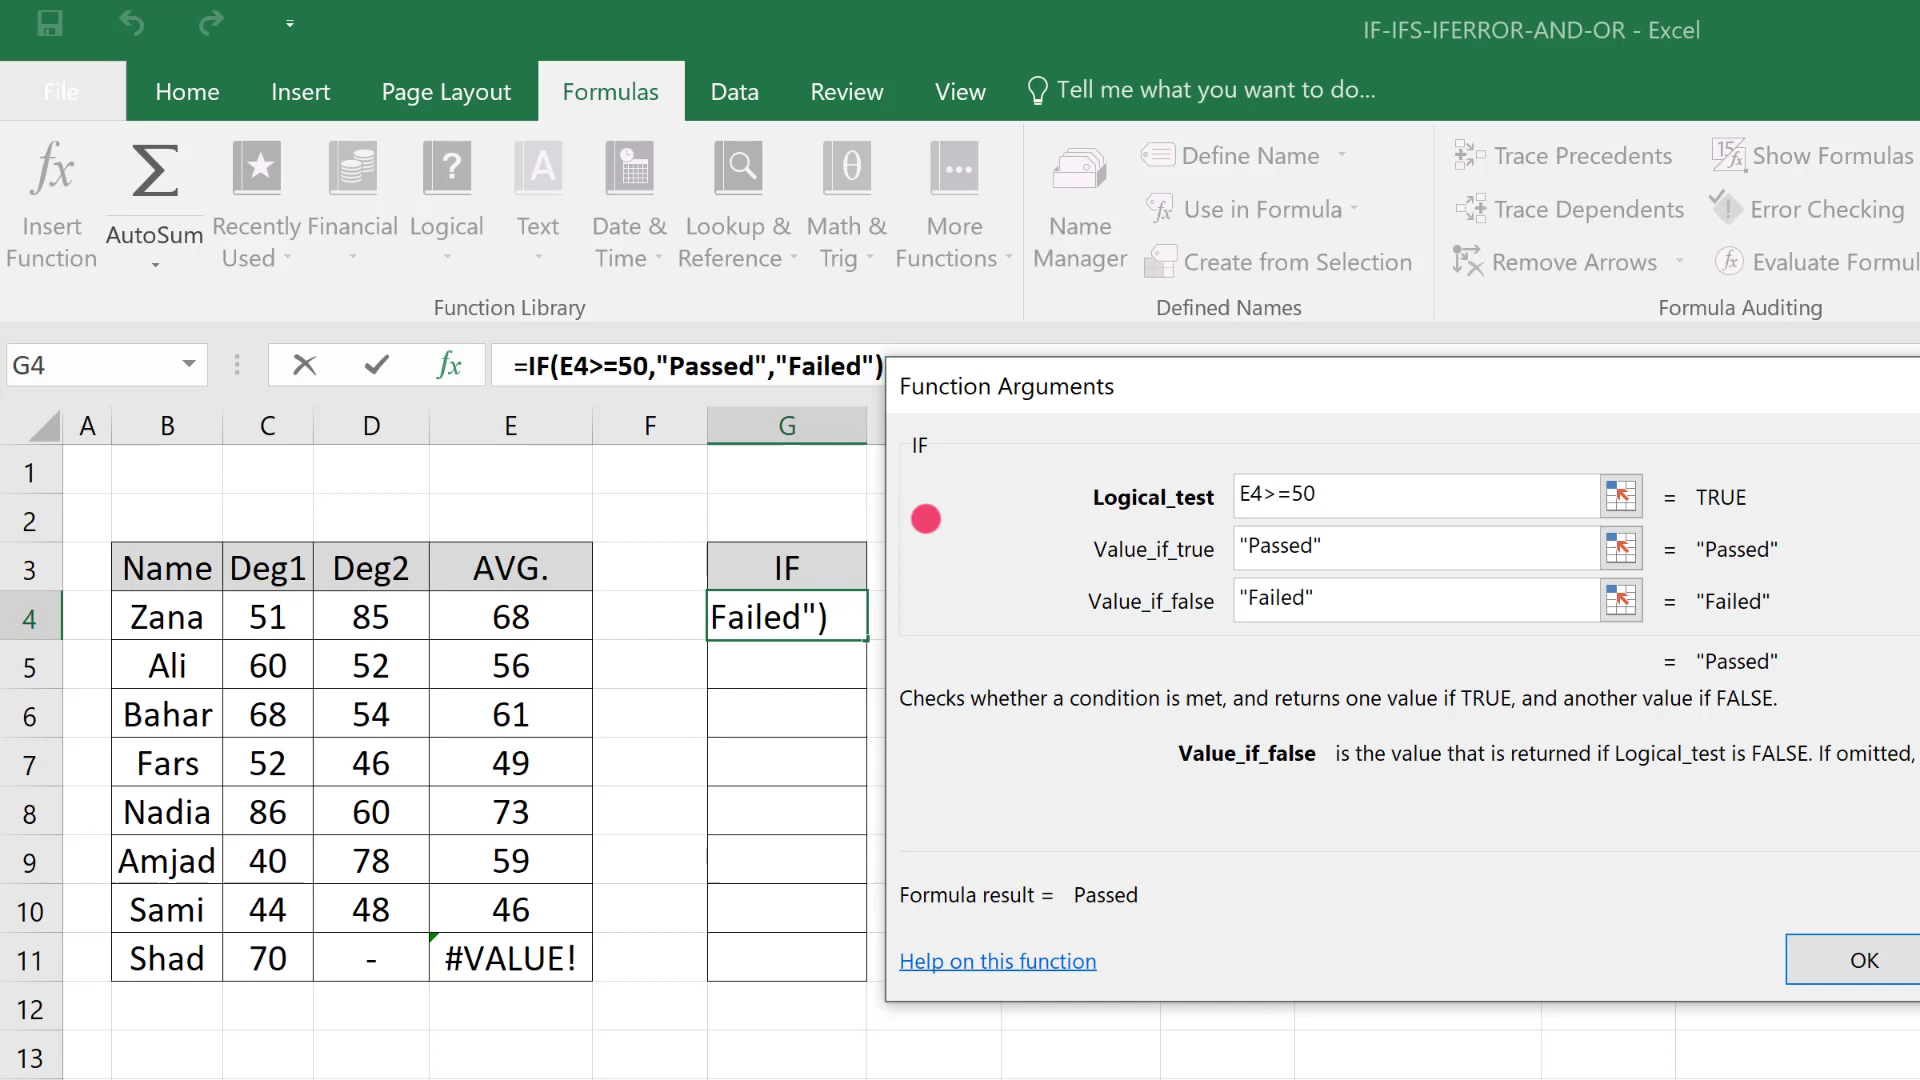 IF-IFS-IFERROR-AND-OR - Excel
File Home Insert Page Layout Formulas Data Review View Tell me what you want to do...
fx Σ ? A θ
Insert Function
AutoSum
Recently Used
Financial
Logical
Text
Date & Time
Lookup & Reference
Math & Trig
More Functions
Function Library
Name Manager
Define Name
Use in Formula
Create from Selection
Defined Names
Trace Precedents
Trace Dependents
Remove Arrows
Show Formulas
Error Checking
Evaluate Formul
Formula Auditing
G4 fx =IF(E4>=50,"Passed","Failed")
A B C D E F G
1
2
3 Name Deg1 Deg2 AVG. IF
4 Zana 51 85 68 Failed")
5 Ali 60 52 56
6 Bahar 68 54 61
7 Fars 52 46 49
8 Nadia 86 60 73
9 Amjad 40 78 59
10 Sami 44 48 46
11 Shad 70 - #VALUE!
12
13
Function Arguments
IF
Logical_test E4>=50 = TRUE
Value_if_true "Passed" = "Passed"
Value_if_false "Failed" = "Failed"
= "Passed"
Checks whether a condition is met, and returns one value if TRUE, and another value if FALSE.
Value_if_false is the value that is returned if Logical_test is FALSE. If omitted,
Formula result = Passed
Help on this function
OK